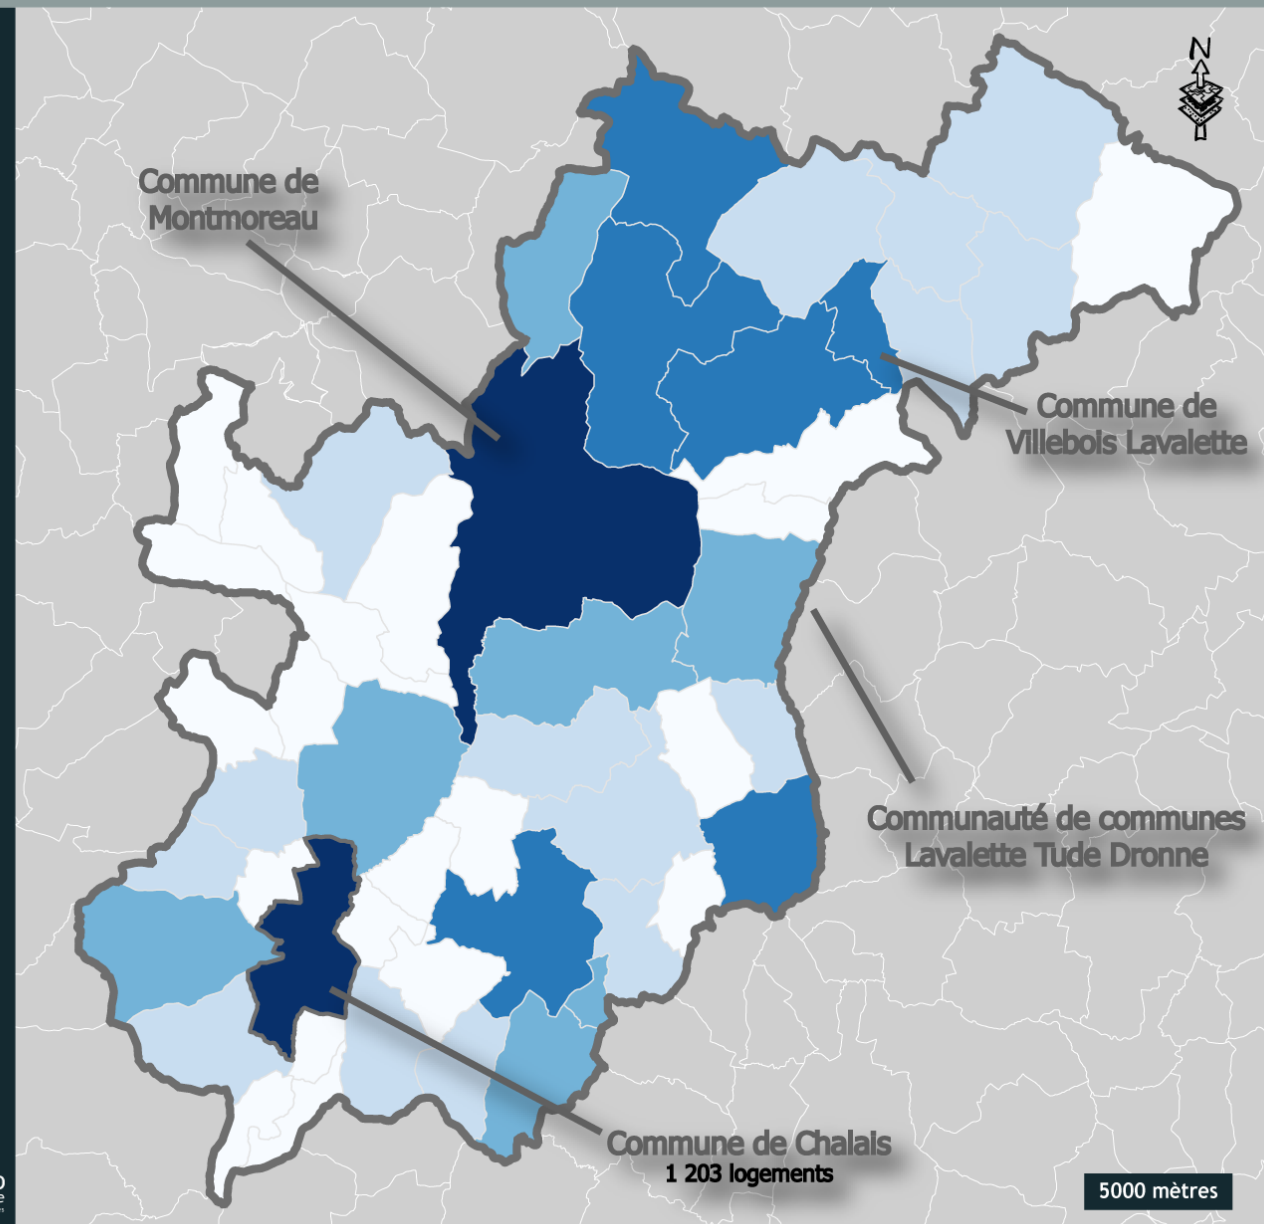 N
Commune de
Montmoreau
Commune de
Villebois Lavalette
Communauté de communes
Lavalette Tude Dronne
Commune de Chalais
1 203 logements
5000 mètres